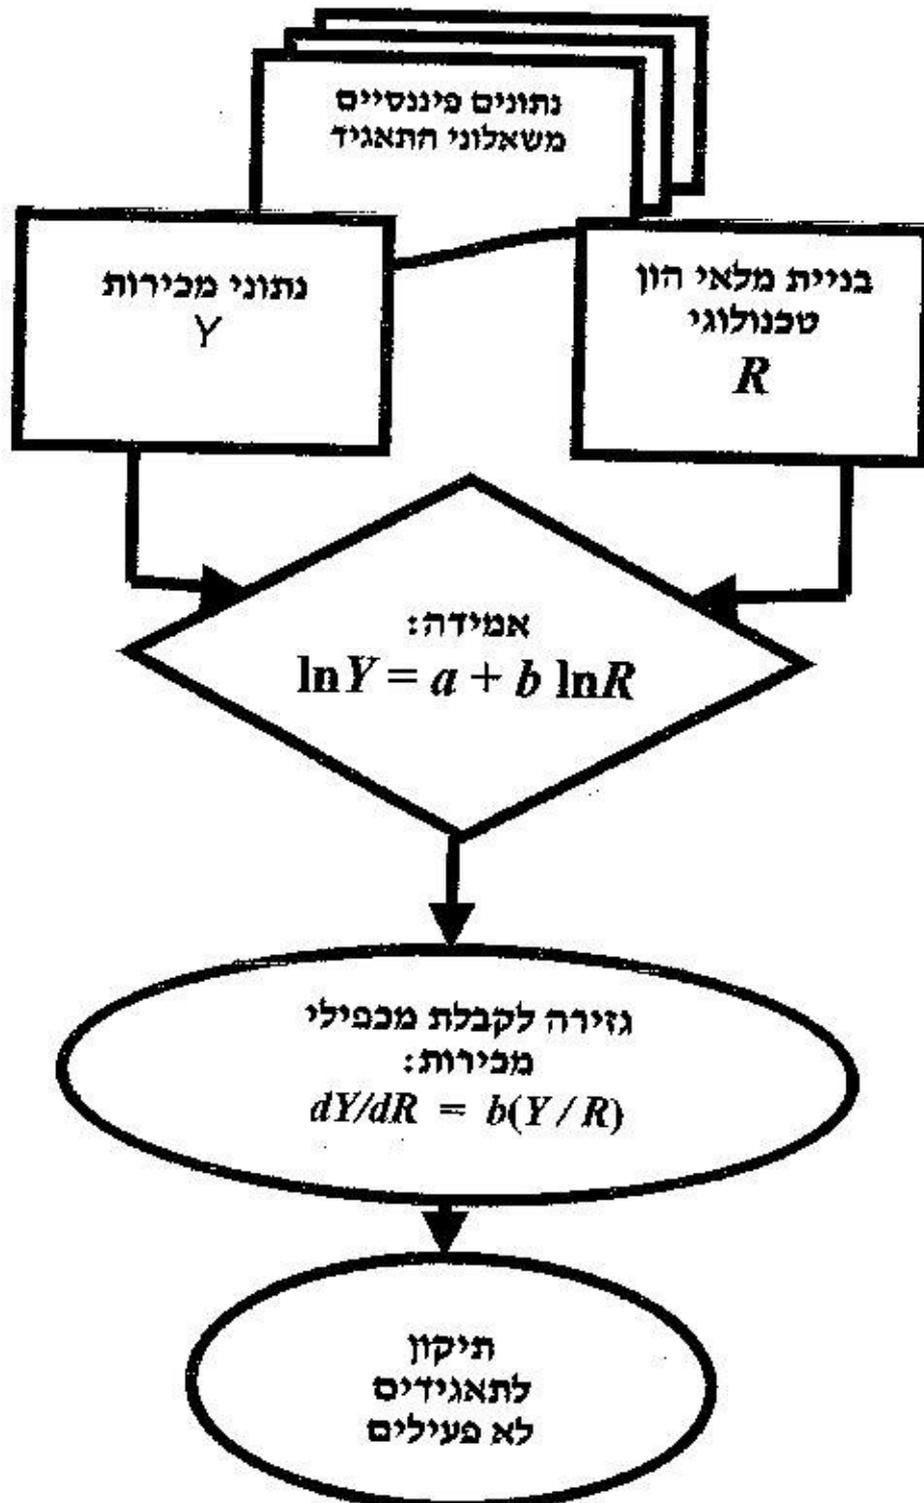 נתונים פיננסיים
משאלוני התאגיד
נתוני מכירות
Y
בניית מלאי הון
טכנולוגי
R
אמידה:
lnY = a + b lnR
גזירה לקבלת מכפילי
מכירות:
dY/dR = b(Y / R)
תיקון
לתאגידים
לא פעילים